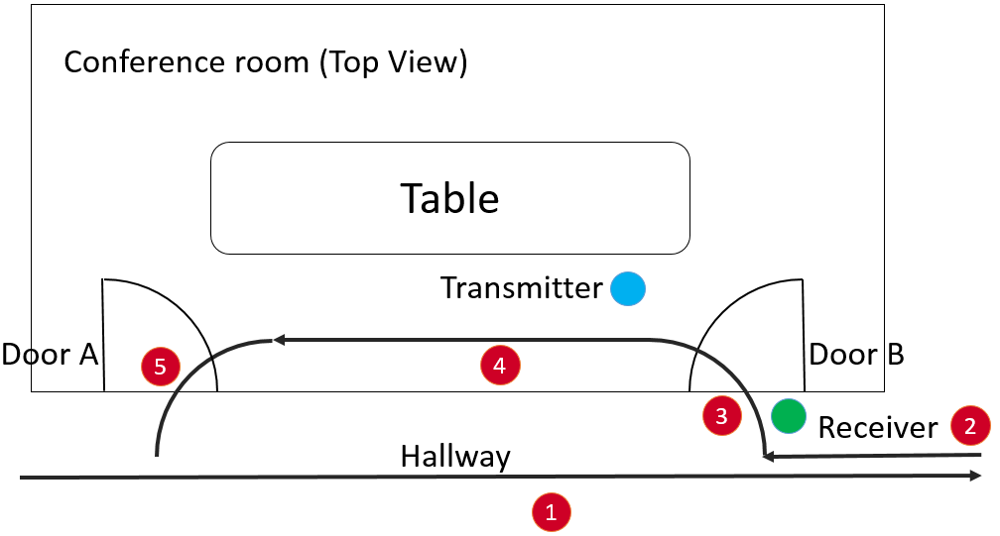 Conference room (Top View)
Table
Transmitter
Door A
5
4
Door B
3
Receiver
2
Hallway
1